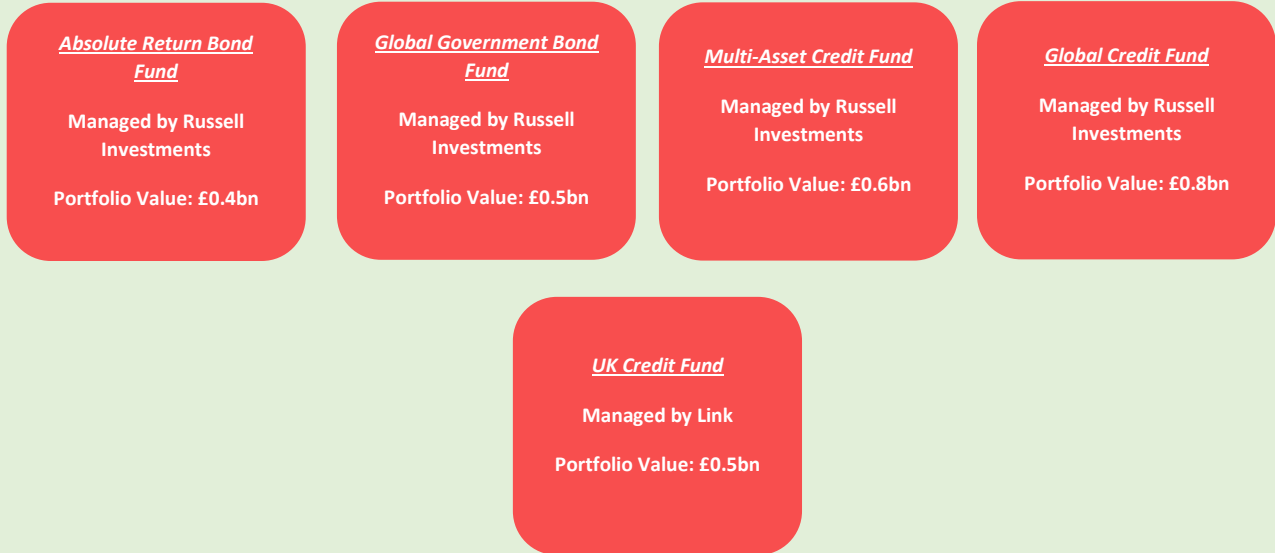 Absolute Return Bond
Fund
Managed by Russell
Investments
Portfolio Value: £0.4bn
Global Government Bond
Fund
Managed by Russell
Investments
Portfolio Value: £0.5bn
Multi-Asset Credit Fund
Managed by Russell
Investments
Portfolio Value: £0.6bn
Global Credit Fund
Managed by Russell
Investments
Portfolio Value: £0.8bn
UK Credit Fund
Managed by Link
Portfolio Value: £0.5bn